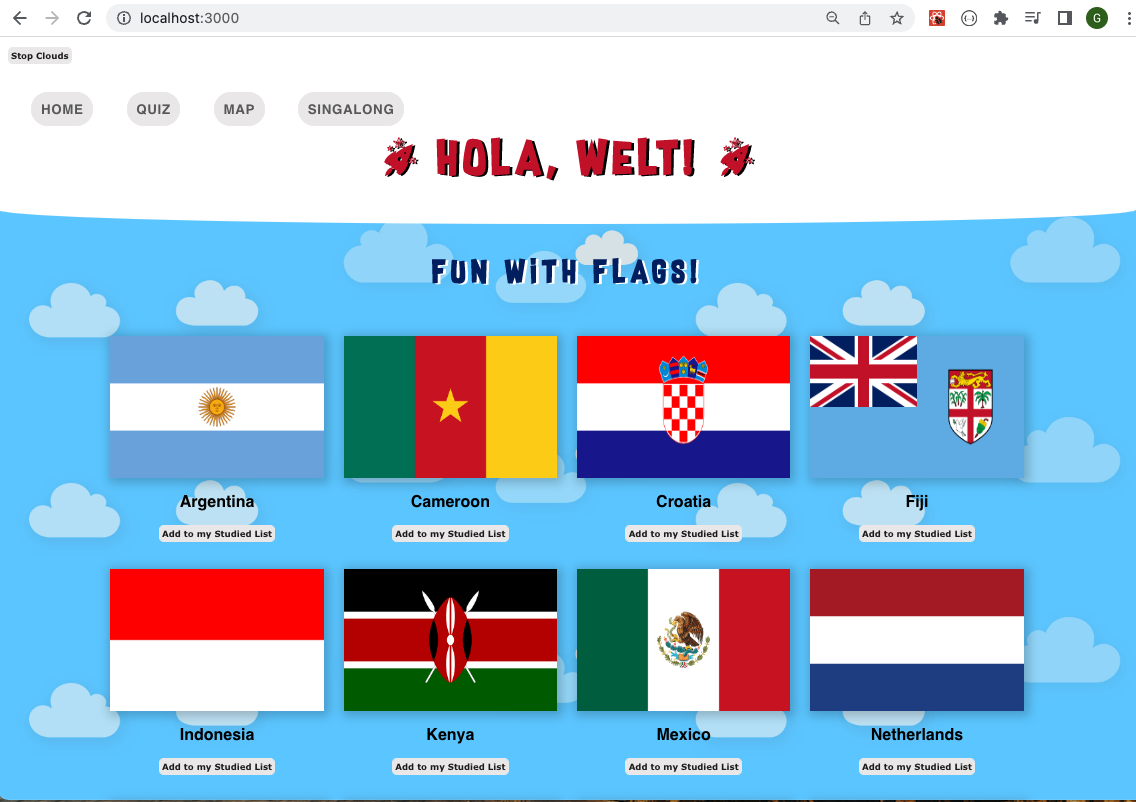 localhost:3000
G
Stop Clouds
HOME QUIZ MAP SINGALONG
HOLA, WELT!
FUN WiTH FLAGS!
Argentina Cameroon Croatia Fiji
Add to my Studied List Add to my Studied List Add to my Studied List Add to my Studied List
Indonesia Kenya Mexico Netherlands
Add to my Studied List Add to my Studied List Add to my Studied List Add to my Studied List